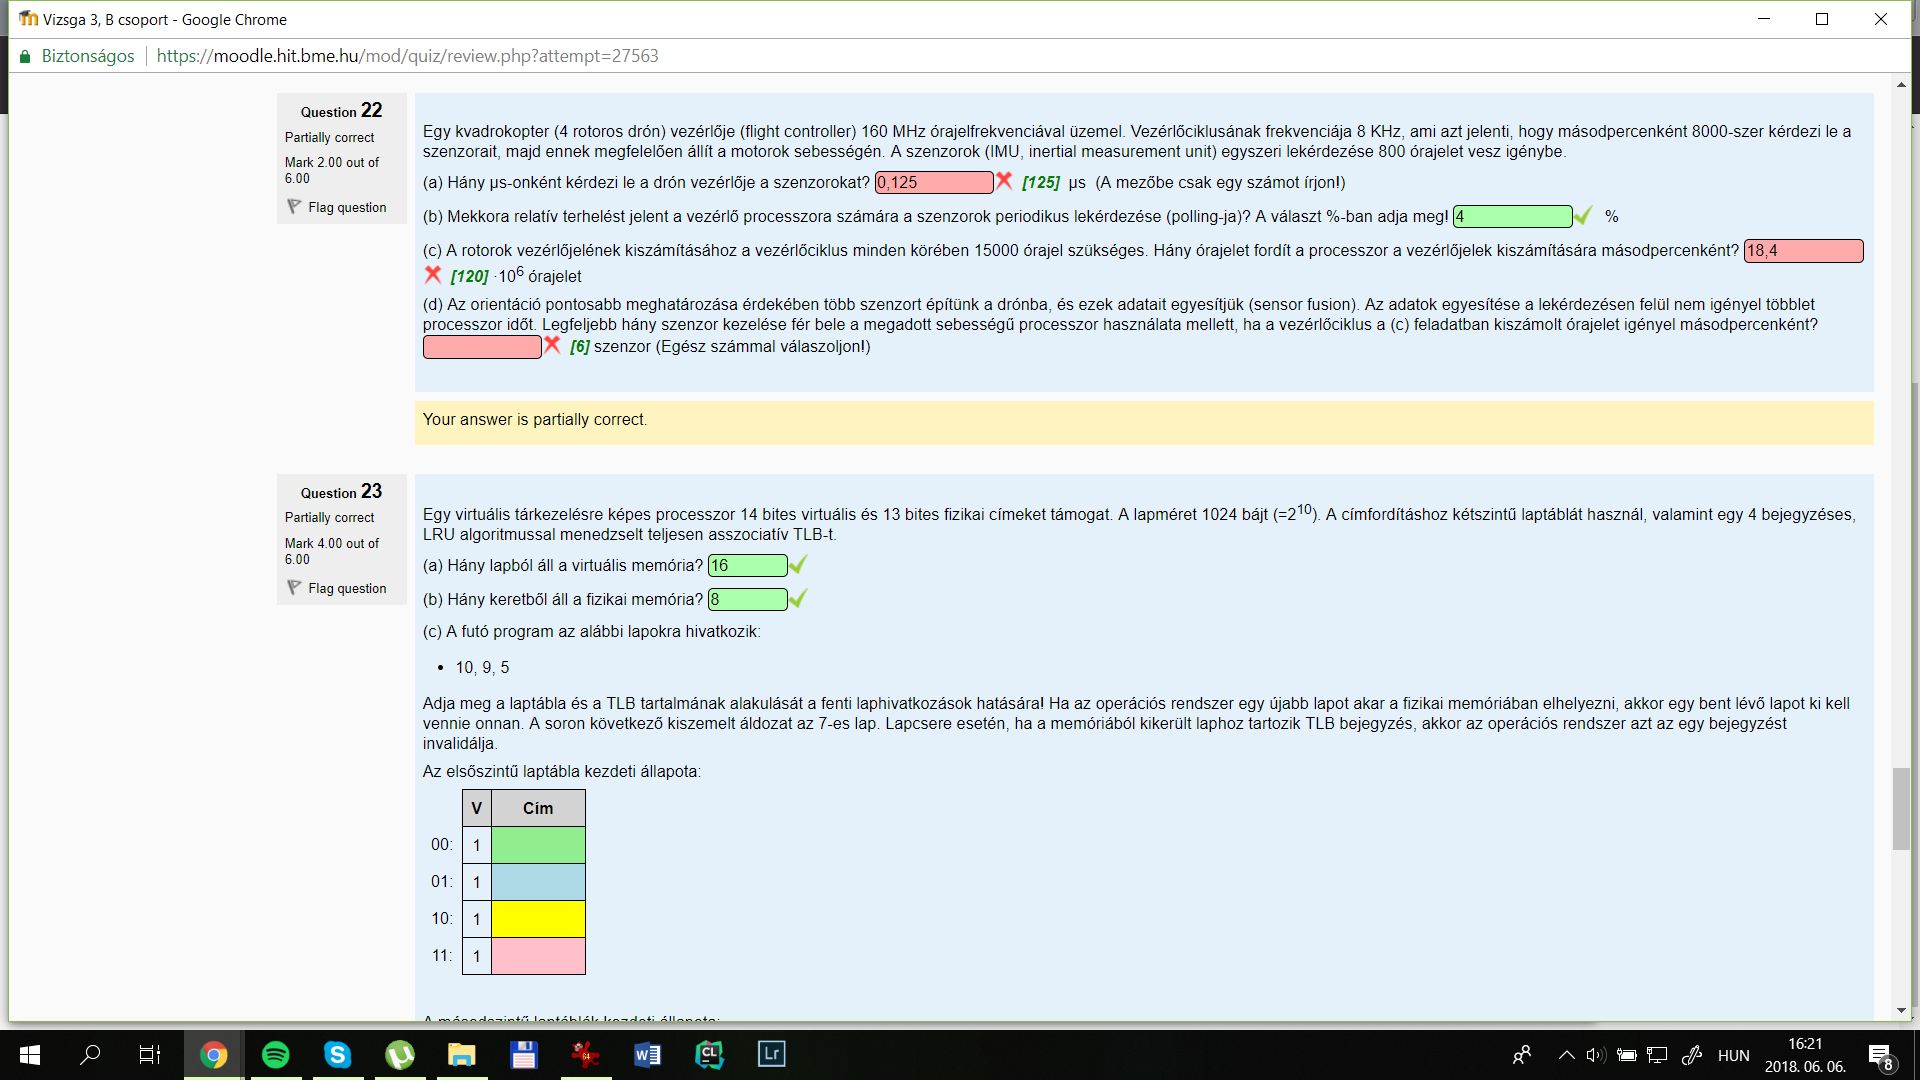 Vizsga 3, B csoport - Google Chrome
Biztonságos https://moodle.hit.bme.hu/mod/quiz/review.php?attempt=27563
Question 22
Partially correct
Mark 2.00 out of
6.00
Flag question
Egy kvadrokopter (4 rotoros drón) vezérlője (flight controller) 160 MHz órajelfrekvenciával üzemel. Vezérlőciklusának frekvenciája 8 KHz, ami azt jelenti, hogy másodpercenként 8000-szer kérdezi le a
szenzorait, majd ennek megfelelően állít a motorok sebességén. A szenzorok (IMU, inertial measurement unit) egyszeri lekérdezése 800 órajelet vesz igénybe.
(a) Hány µs-onként kérdezi le a drón vezérlője a szenzorokat? 0,125 [125] µs (A mezőbe csak egy számot írjon!)
(b) Mekkora relatív terhelést jelent a vezérlő processzora számára a szenzorok periodikus lekérdezése (polling-ja)? A választ %-ban adja meg! 4 %
(c) A rotorok vezérlőjelének kiszámításához a vezérlőciklus minden körében 15000 órajel szükséges. Hány órajelet fordít a processzor a vezérlőjelek kiszámítására másodpercenként? 18,4
[120] ·10^6 órajelet
(d) Az orientáció pontosabb meghatározása érdekében több szenzort építünk a drónba, és ezek adatait egyesítjük (sensor fusion). Az adatok egyesítése a lekérdezésen felül nem igényel többlet
processzor időt. Legfeljebb hány szenzor kezelése fér bele a megadott sebességű processzor használata mellett, ha a vezérlőciklus a (c) feladatban kiszámolt órajelet igényel másodpercenként?
[6] szenzor (Egész számmal válaszoljon!)
Your answer is partially correct.
Question 23
Partially correct
Mark 4.00 out of
6.00
Flag question
Egy virtuális tárkezelésre képes processzor 14 bites virtuális és 13 bites fizikai címeket támogat. A lapméret 1024 bájt (=2^10). A címfordításhoz kétszintű laptáblát használ, valamint egy 4 bejegyzéses,
LRU algoritmussal menedzselt teljesen asszociatív TLB-t.
(a) Hány lapból áll a virtuális memória? 16
(b) Hány keretből áll a fizikai memória? 8
(c) A futó program az alábbi lapokra hivatkozik:
• 10, 9, 5
Adja meg a laptábla és a TLB tartalmának alakulását a fenti laphivatkozások hatására! Ha az operációs rendszer egy újabb lapot akar a fizikai memóriában elhelyezni, akkor egy bent lévő lapot ki kell
vennie onnan. A soron következő kiszemelt áldozat az 7-es lap. Lapcsere esetén, ha a memóriából kikerült laphoz tartozik TLB bejegyzés, akkor az operációs rendszer azt az egy bejegyzést
invalidálja.
Az elsőszintű laptábla kezdeti állapota:
V Cím
00: 1
01: 1
10: 1
11: 1
A másodszintű laptáblák kezdeti állapota:
64
W
CL
Lr
HUN
16:21
2018. 06. 06.
8